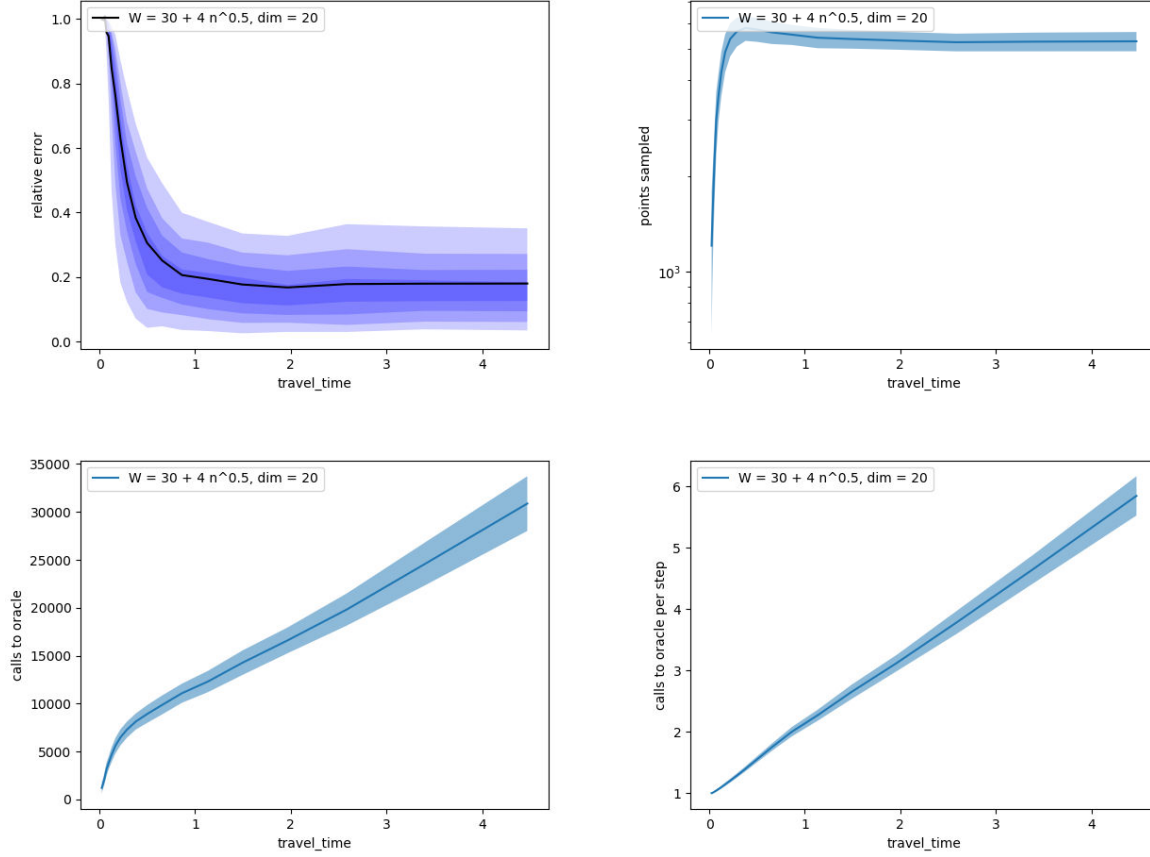 W = 30 + 4 n^0.5, dim = 20
1.0
0.8
0.6
0.4
0.2
0.0
relative error
0 1 2 3 4
travel_time
10^3
points sampled
0 1 2 3 4
travel_time
W = 30 + 4 n^0.5, dim = 20
W = 30 + 4 n^0.5, dim = 20
35000
30000
25000
20000
15000
10000
5000
0
calls to oracle
0 1 2 3 4
travel_time
W = 30 + 4 n^0.5, dim = 20
6
5
4
3
2
1
calls to oracle per step
0 1 2 3 4
travel_time